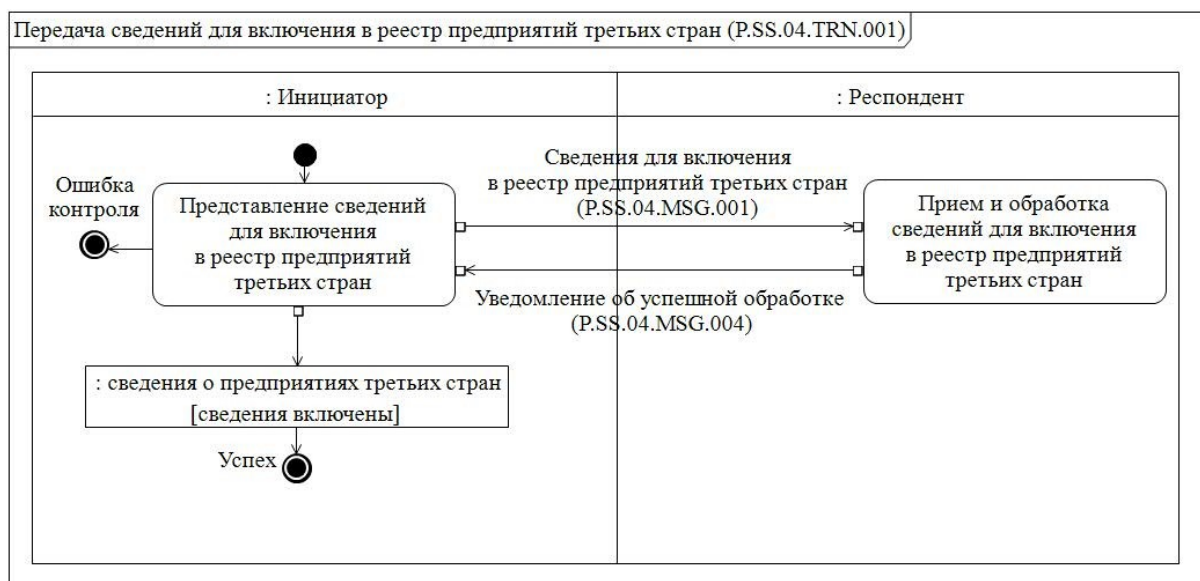 Передача сведений для включения в реестр предприятий третьих стран (P.SS.04.TRN.001)
: Инициатор
: Респондент
Ошибка
контроля
Представление сведений
для включения
в реестр предприятий
третьих стран
Сведения для включения
в реестр предприятий третьих стран
(P.SS.04.MSG.001)
Прием и обработка
сведений для включения
в реестр предприятий
третьих стран
Уведомление об успешной обработке
(P.SS.04.MSG.004)
: сведения о предприятиях третьих стран
[сведения включены]
Успех